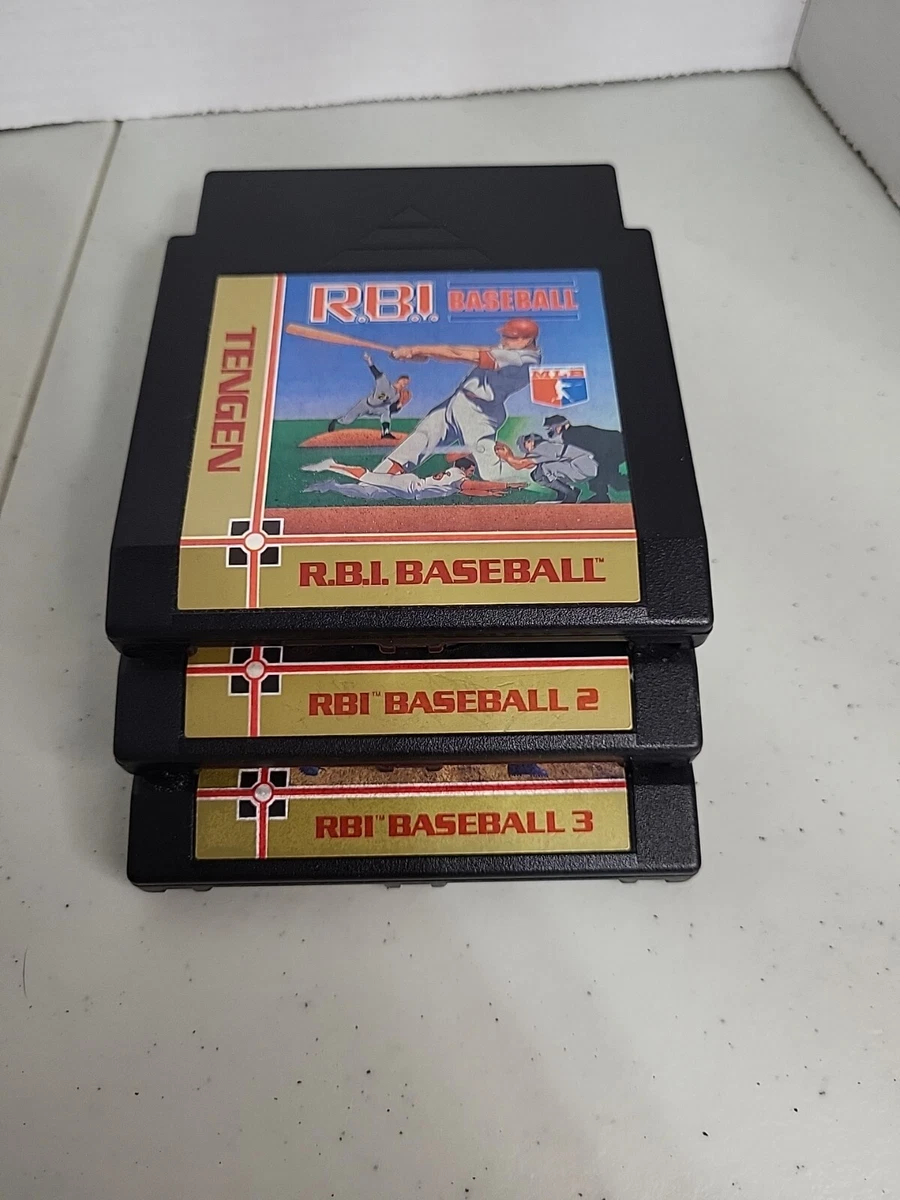 R.B.I. BASEBALL
MLB
TENGEN
R.B.I. BASEBALL™
RBI™ BASEBALL 2
RBI™ BASEBALL 3